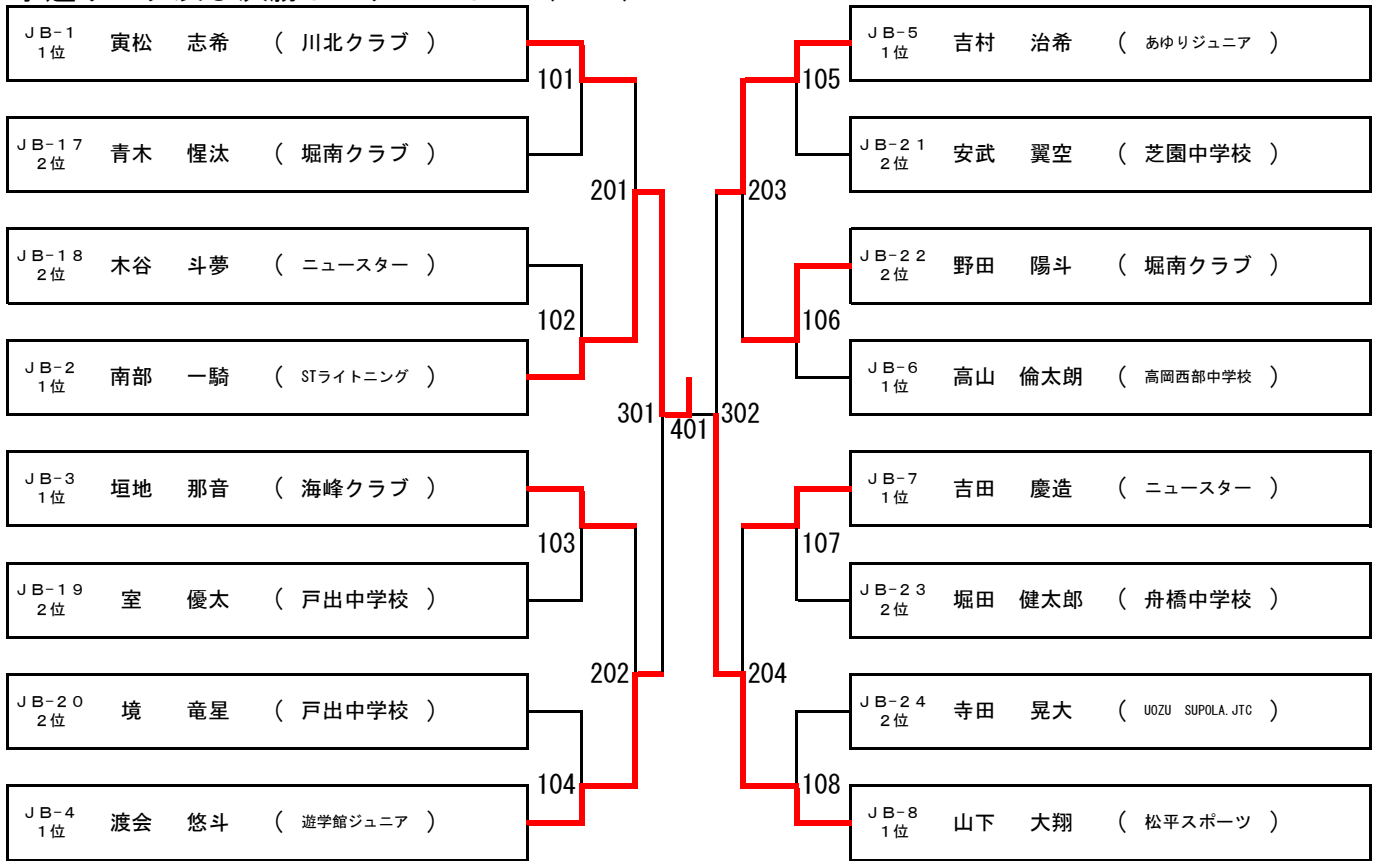 JB-1 1位 寅松 志希 ( 川北クラブ )
JB-17 2位 青木 惺汰 ( 堀南クラブ )
JB-18 2位 木谷 斗夢 ( ニュースター )
JB-2 1位 南部 一騎 ( STライトニング )
JB-3 1位 垣地 那音 ( 海峰クラブ )
JB-19 2位 室 優太 ( 戸出中学校 )
JB-20 2位 境 竜星 ( 戸出中学校 )
JB-4 1位 渡会 悠斗 ( 遊学館ジュニア )
101
102
103
104
201
202
301
401
302
203
204
105
106
107
108
JB-5 1位 吉村 治希 ( あゆりジュニア )
JB-21 2位 安武 翼空 ( 芝園中学校 )
JB-22 2位 野田 陽斗 ( 堀南クラブ )
JB-6 1位 高山 倫太朗 ( 高岡西部中学校 )
JB-7 1位 吉田 慶造 ( ニュースター )
JB-23 2位 堀田 健太郎 ( 舟橋中学校 )
JB-24 2位 寺田 晃大 ( UOZU SUPOLA.JTC )
JB-8 1位 山下 大翔 ( 松平スポーツ )